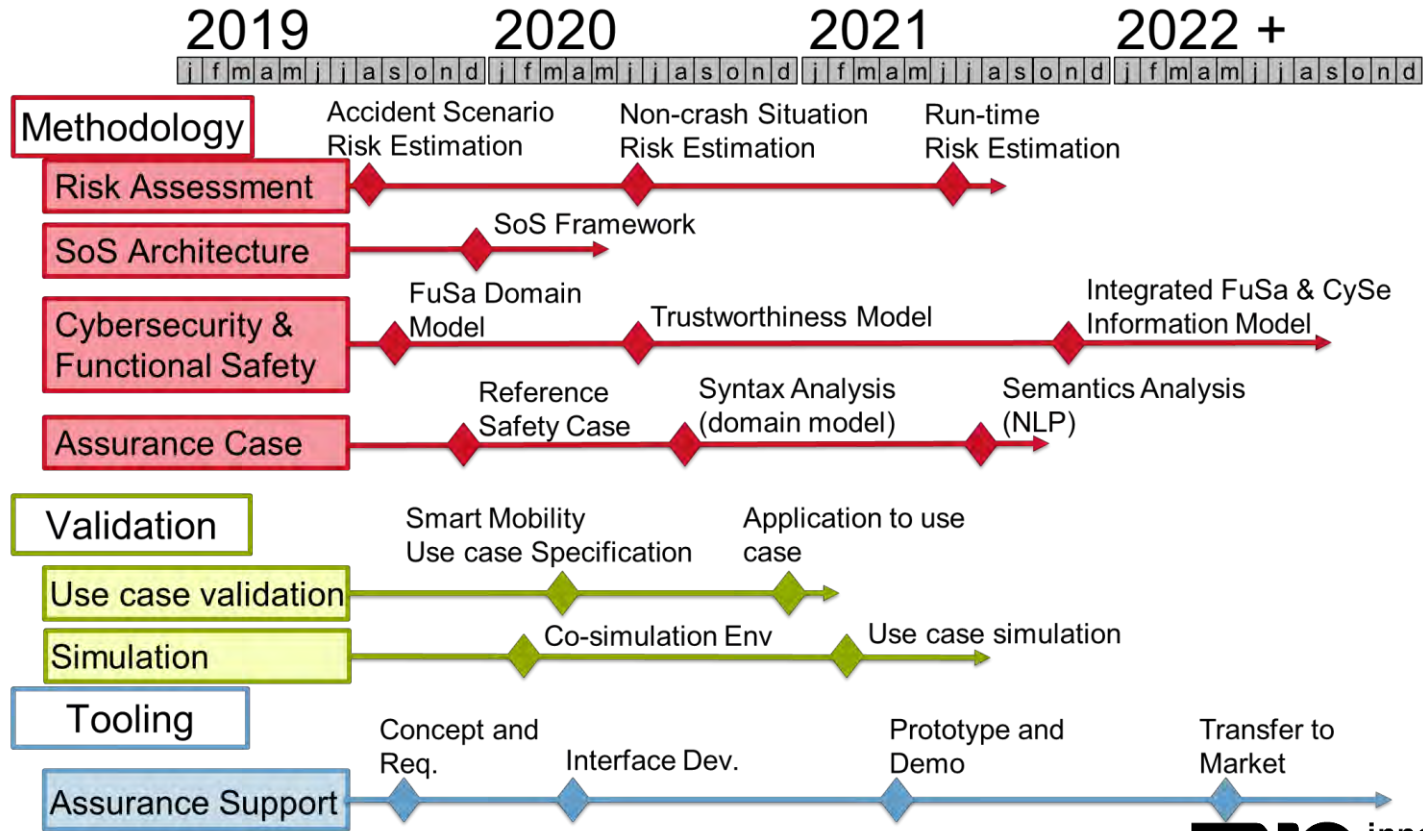 2019 2020 2021 2022 +
j f m a m j j a s o n d j f m a m j j a s o n d j f m a m j j a s o n d j f m a m j j a s o n d
Methodology
Accident Scenario
Risk Estimation
Non-crash Situation
Risk Estimation
Run-time
Risk Estimation
Risk Assessment
SoS Framework
SoS Architecture
FuSa Domain
Model
Trustworthiness Model
Integrated FuSa & CySe
Information Model
Cybersecurity &
Functional Safety
Reference
Safety Case
Syntax Analysis
(domain model)
Semantics Analysis
(NLP)
Assurance Case
Validation
Smart Mobility
Use case Specification
Application to use
case
Use case validation
Co-simulation Env
Use case simulation
Simulation
Tooling
Concept and
Req.
Interface Dev.
Prototype and
Demo
Transfer to
Market
Assurance Support